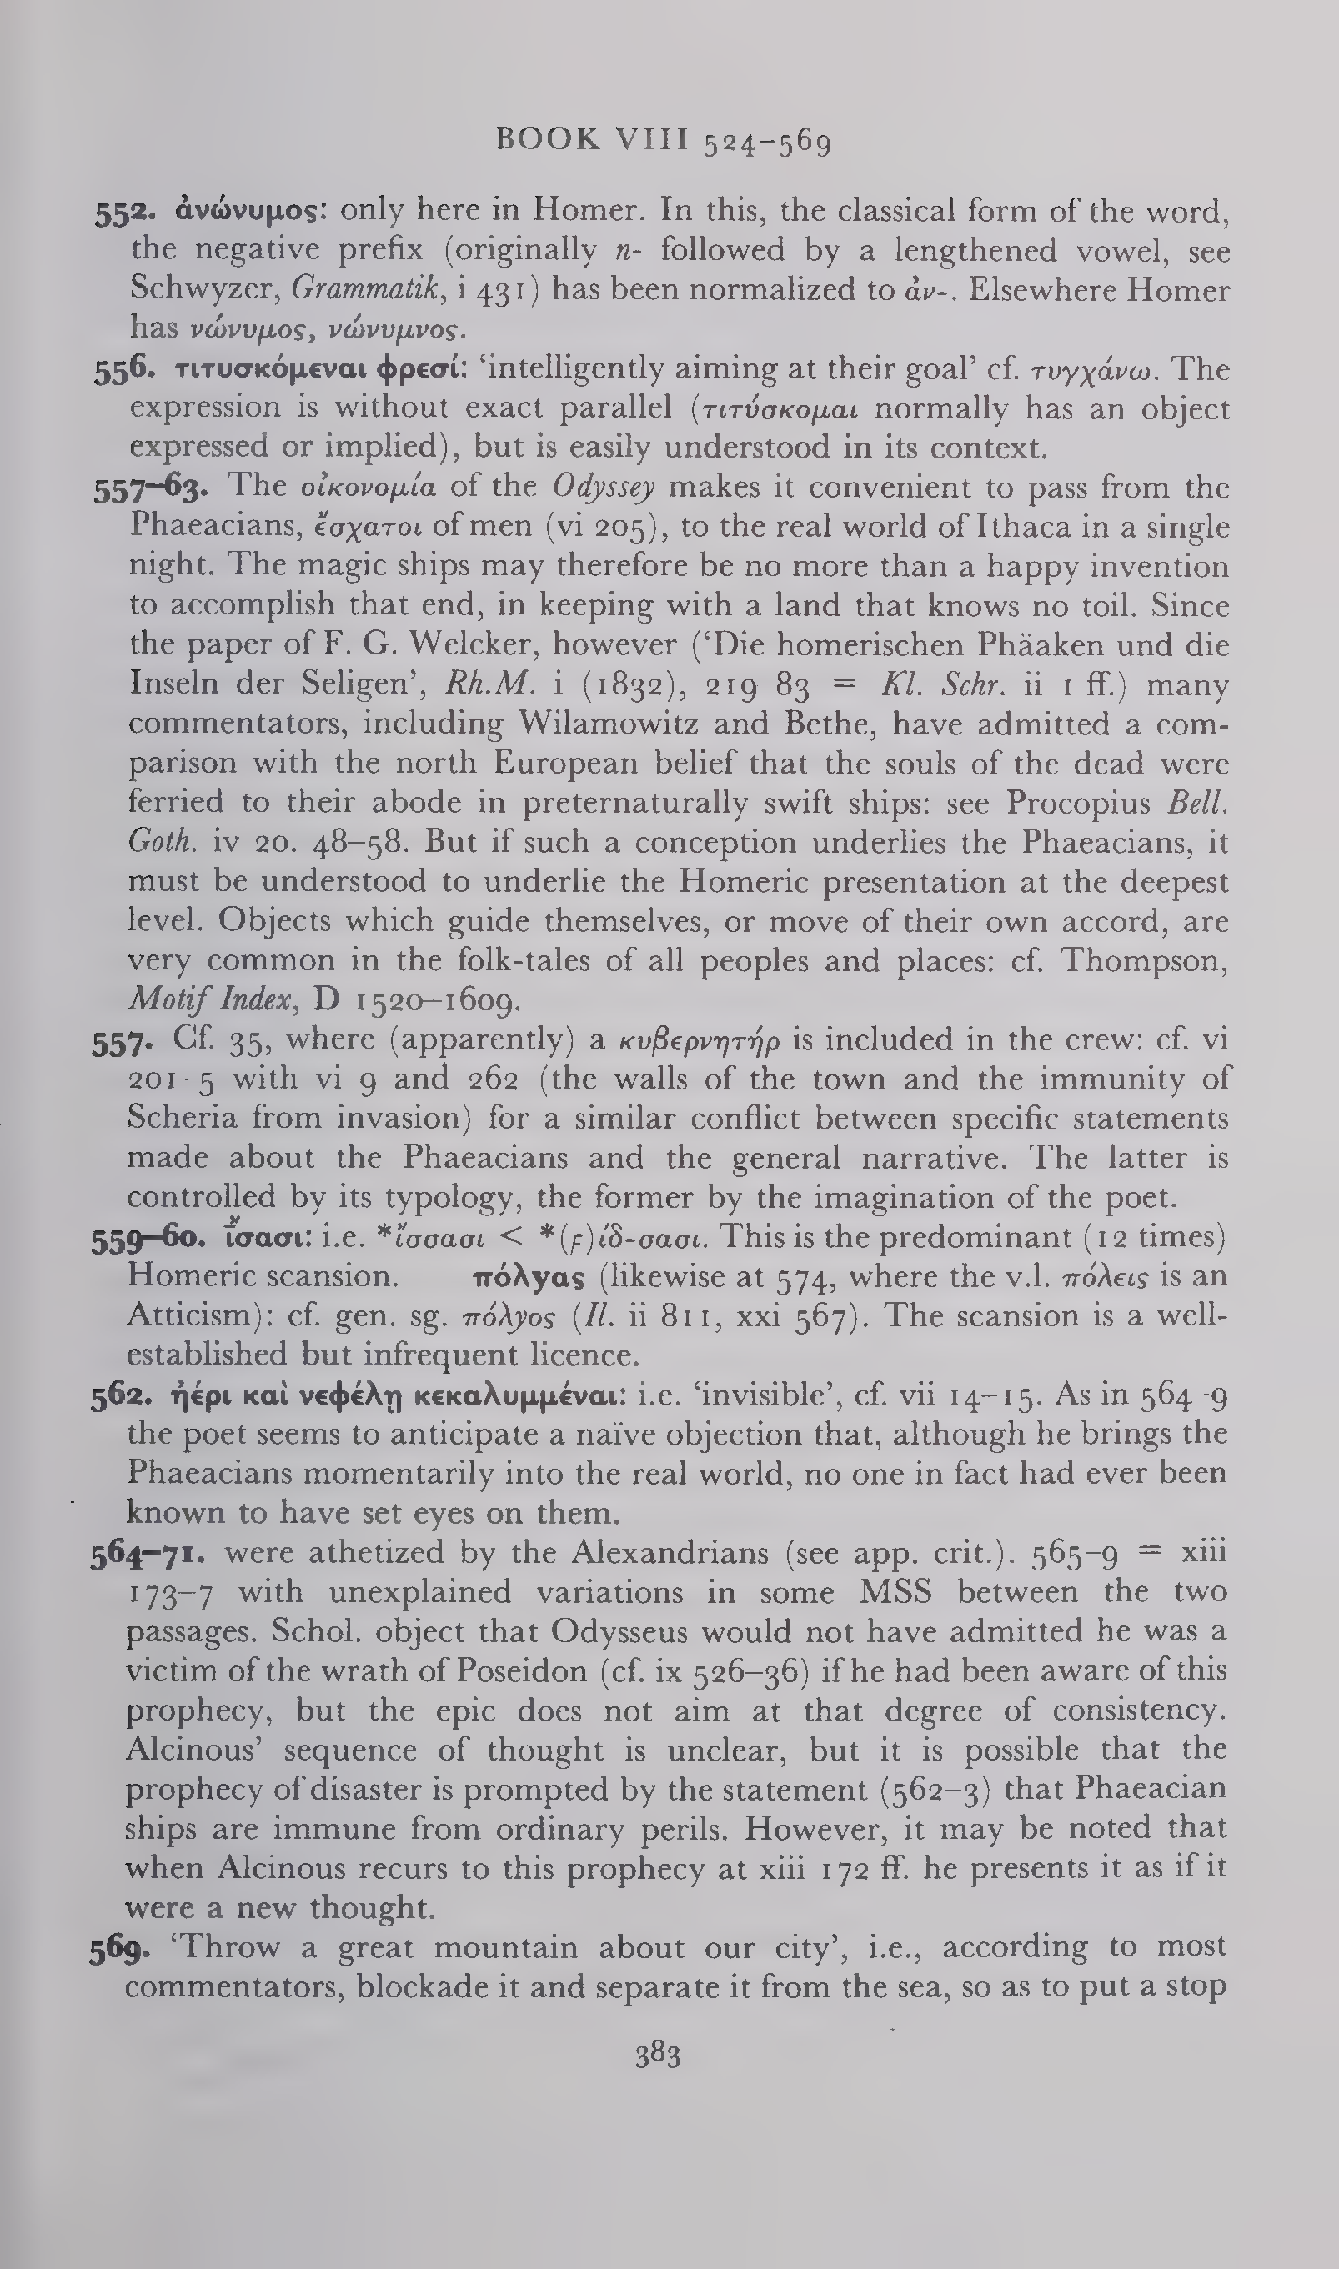 BOOK VIII 524–569
552. ἀνώνυμος: only here in Homer. In this, the classical form of the word,
the negative prefix (originally n- followed by a lengthened vowel, see
Schwyzer, Grammatik, i 431) has been normalized to ἀν-. Elsewhere Homer
has νώνυμος, νώνυμνος.
556. τιτυσκόμεναι φρεσί: ‘intelligently aiming at their goal’ cf. τυγχάνω. The
expression is without exact parallel (τιτύσκομαι normally has an object
expressed or implied), but is easily understood in its context.
557–63. The οἰκονομία of the Odyssey makes it convenient to pass from the
Phaeacians, ἔσχατοι of men (vi 205), to the real world of Ithaca in a single
night. The magic ships may therefore be no more than a happy invention
to accomplish that end, in keeping with a land that knows no toil. Since
the paper of F. G. Welcker, however (‘Die homerischen Phäaken und die
Inseln der Seligen’, Rh.M. i (1832), 219 83 = Kl. Schr. ii 1 ff.) many
commentators, including Wilamowitz and Bethe, have admitted a com-
parison with the north European belief that the souls of the dead were
ferried to their abode in preternaturally swift ships: see Procopius Bell.
Goth. iv 20. 48–58. But if such a conception underlies the Phaeacians, it
must be understood to underlie the Homeric presentation at the deepest
level. Objects which guide themselves, or move of their own accord, are
very common in the folk-tales of all peoples and places: cf. Thompson,
Motif Index, D 1520–1609.
557. Cf. 35, where (apparently) a κυβερνητήρ is included in the crew: cf. vi
201-5 with vi 9 and 262 (the walls of the town and the immunity of
Scheria from invasion) for a similar conflict between specific statements
made about the Phaeacians and the general narrative. The latter is
controlled by its typology, the former by the imagination of the poet.
559–60. ἴ̄σασι: i.e. *ἴσσασι < *(ϝ)ίδ-σασι. This is the predominant (12 times)
Homeric scansion. πόλyας (likewise at 574, where the v.l. πόλεις is an
Atticism): cf. gen. sg. πόλyος (Il. ii 811, xxi 567). The scansion is a well-
established but infrequent licence.
562. ἠέρι καὶ νεφέλῃ κεκαλυμμέναι: i.e. ‘invisible’, cf. vii 14–15. As in 564-9
the poet seems to anticipate a naïve objection that, although he brings the
Phaeacians momentarily into the real world, no one in fact had ever been
known to have set eyes on them.
564–71. were athetized by the Alexandrians (see app. crit.). 565–9 = xiii
173–7 with unexplained variations in some MSS between the two
passages. Schol. object that Odysseus would not have admitted he was a
victim of the wrath of Poseidon (cf. ix 526–36) if he had been aware of this
prophecy, but the epic does not aim at that degree of consistency.
Alcinous’ sequence of thought is unclear, but it is possible that the
prophecy of disaster is prompted by the statement (562–3) that Phaeacian
ships are immune from ordinary perils. However, it may be noted that
when Alcinous recurs to this prophecy at xiii 172 ff. he presents it as if it
were a new thought.
569. ‘Throw a great mountain about our city’, i.e., according to most
commentators, blockade it and separate it from the sea, so as to put a stop
383